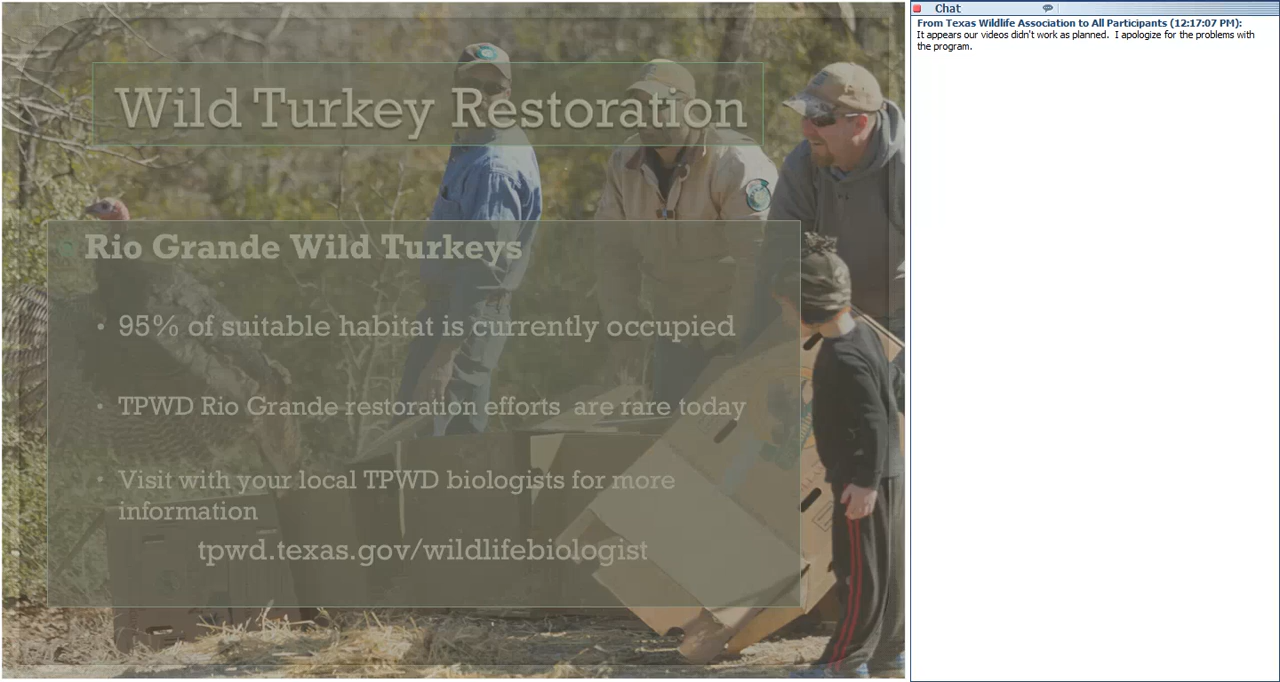 Wild Turkey Restoration
Rio Grande Wild Turkeys
• 95% of suitable habitat is currently occupied
• TPWD Rio Grande restoration efforts  are rare today
• Visit with your local TPWD biologists for more
information
tpwd.texas.gov/wildlifebiologist
Chat
From Texas Wildlife Association to All Participants (12:17:07 PM):
It appears our videos didn't work as planned.  I apologize for the problems with
the program.